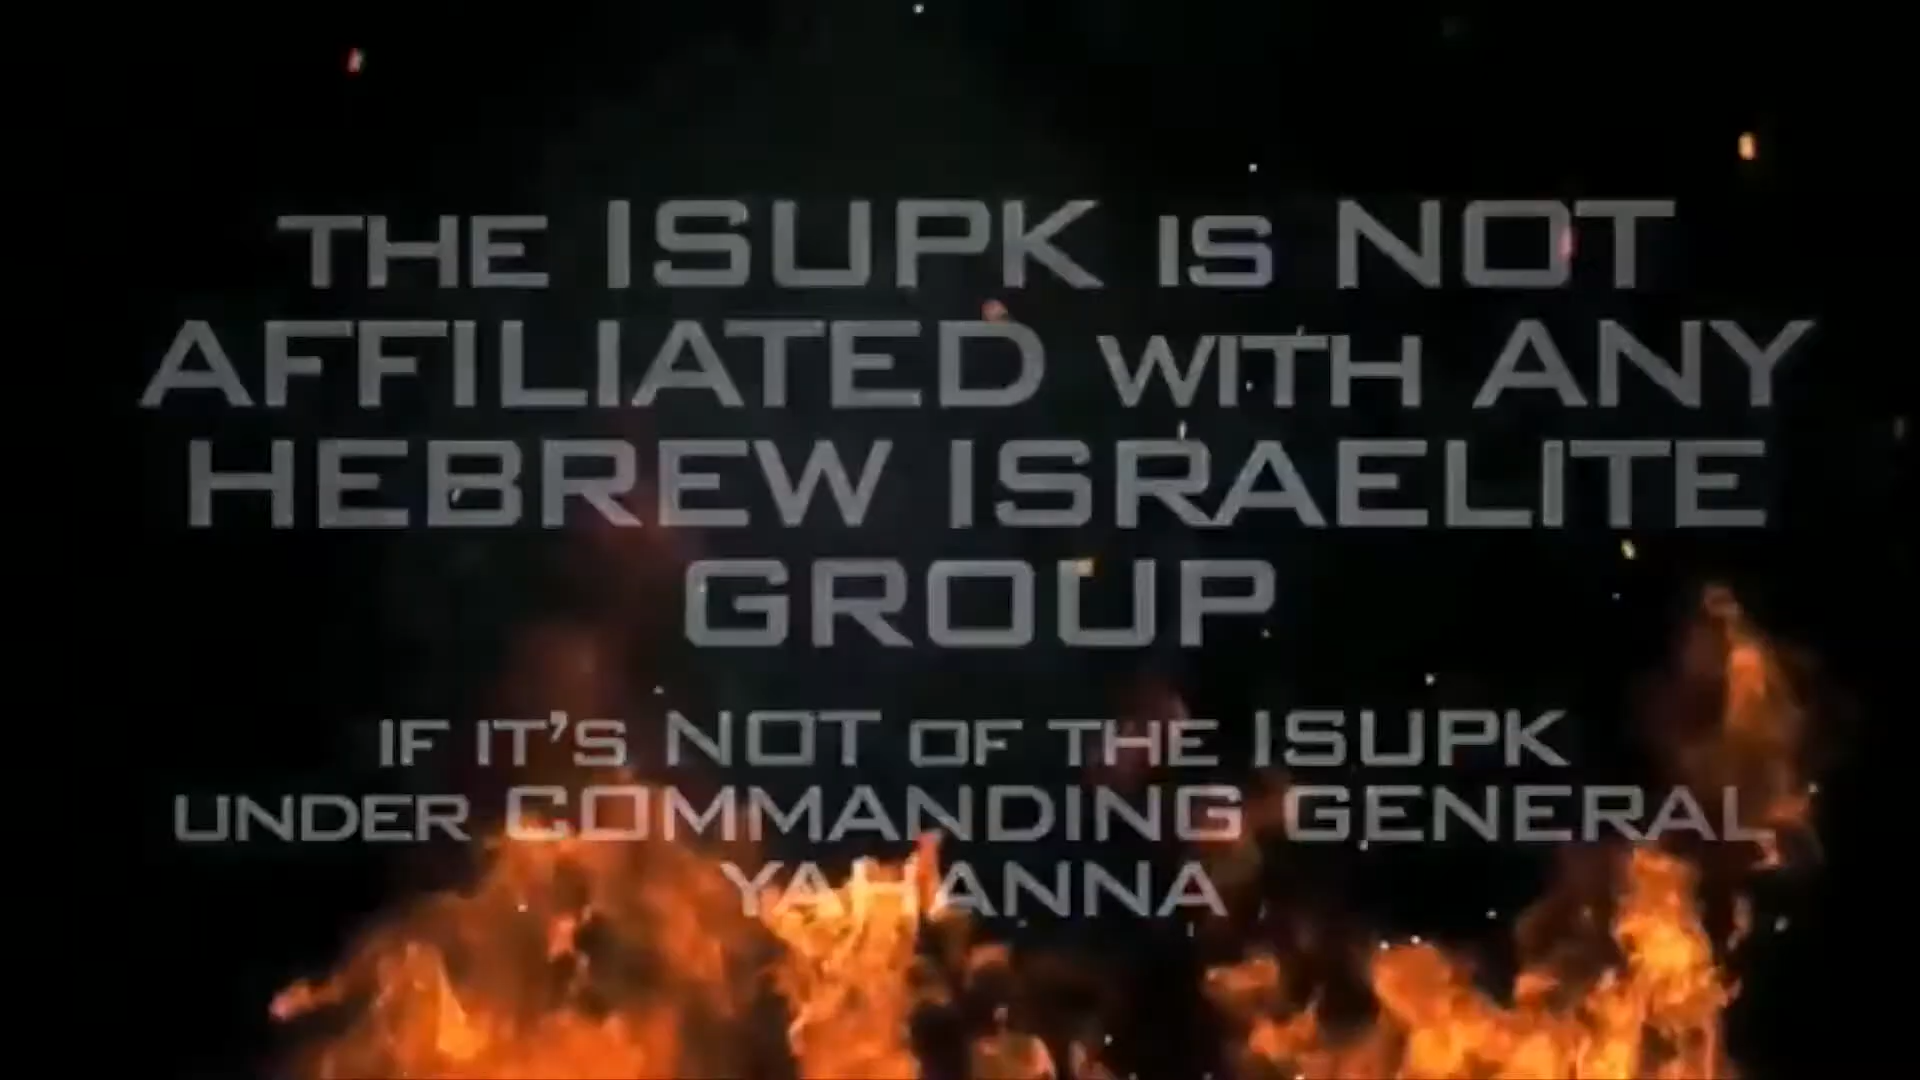 THE ISUPK IS NOT
AFFILIATED WITH ANY
HEBREW ISRAELITE
GROUP
IF IT'S NOT OF THE ISUPK
UNDER COMMANDING GENERAL
YAHANNA